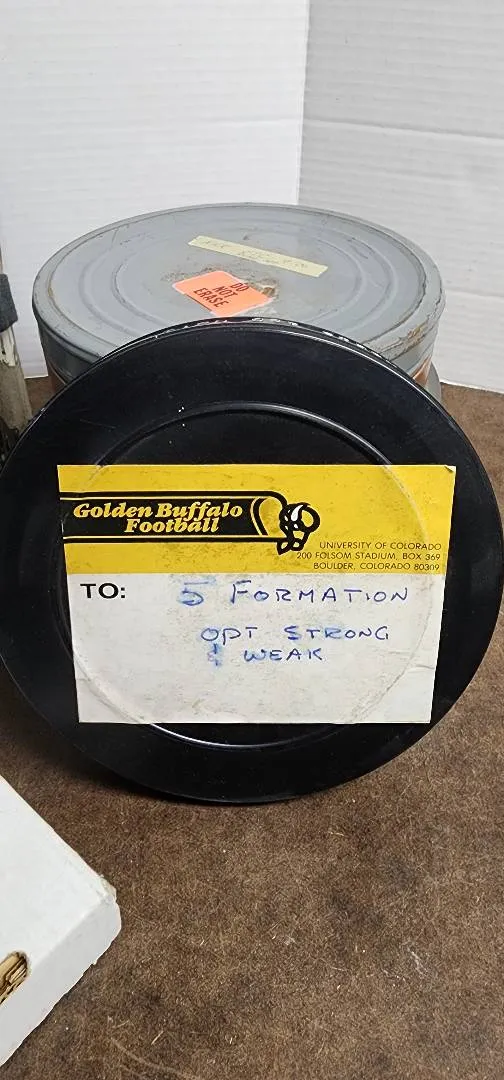 DO
NOT
ERASE
Golden Buffalo
Football
UNIVERSITY OF COLORADO
200 FOLSOM STADIUM, BOX 369
BOULDER, COLORADO 80309
TO: 5 FORMATION
OPT STRONG
& WEAK